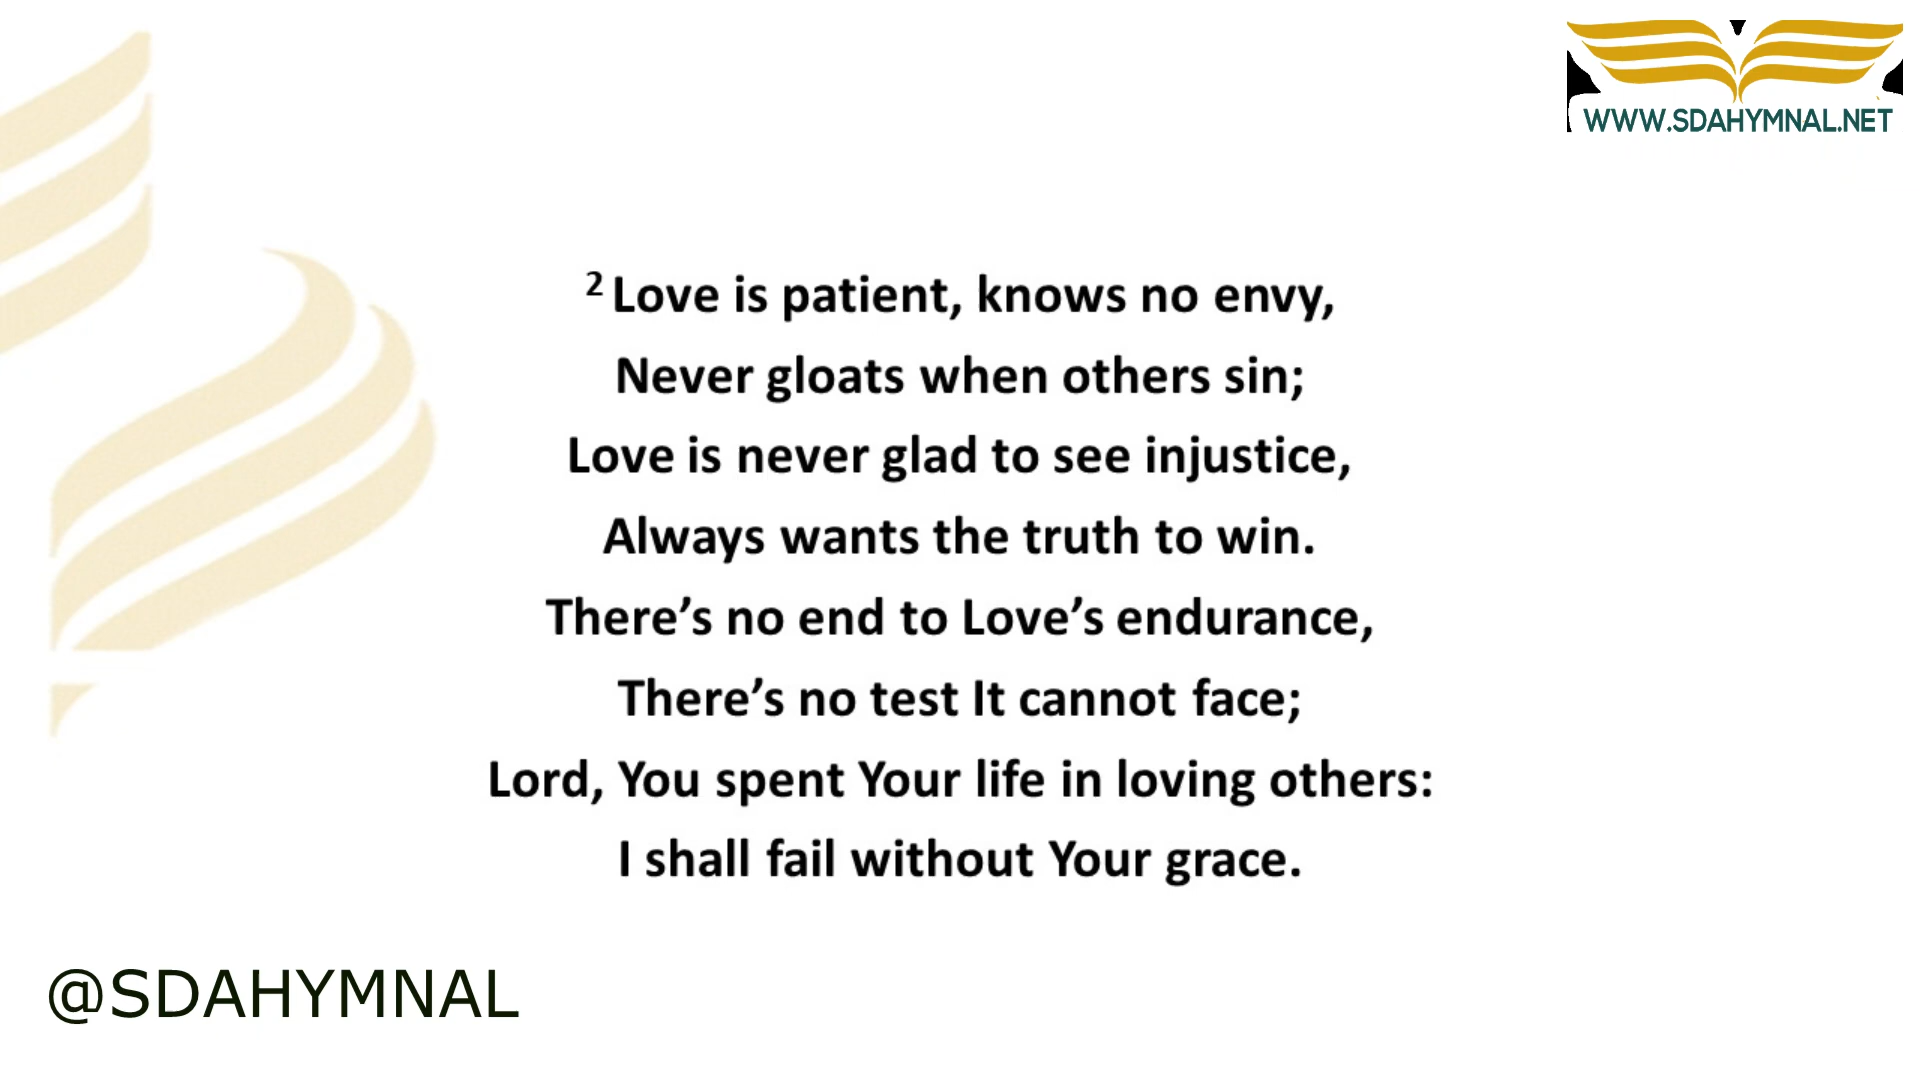 WWW.SDAHYMNAL.NET
2 Love is patient, knows no envy,
Never gloats when others sin;
Love is never glad to see injustice,
Always wants the truth to win.
There’s no end to Love’s endurance,
There’s no test It cannot face;
Lord, You spent Your life in loving others:
I shall fail without Your grace.
@SDAHYMNAL